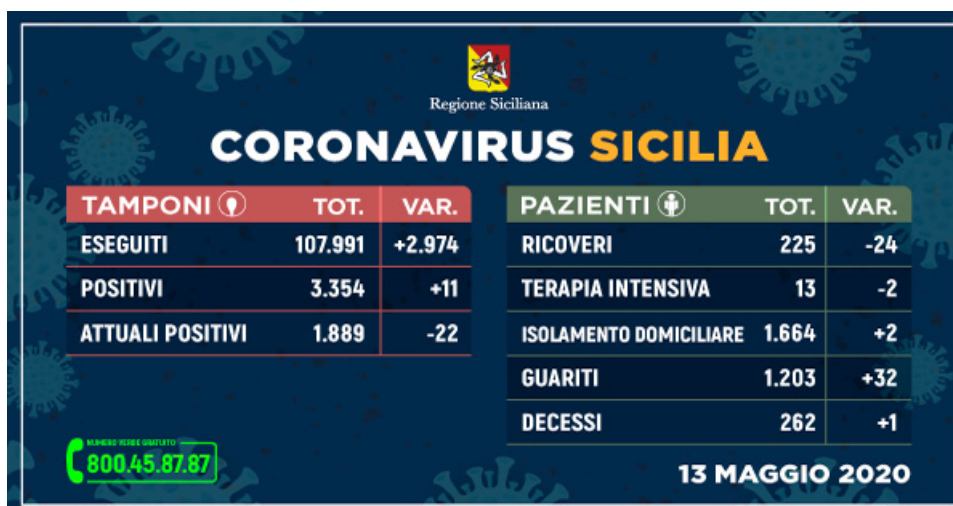 Regione Siciliana
CORONAVIRUS SICILIA
TAMPONI TOT. VAR.
ESEGUITI 107.991 +2.974
POSITIVI 3.354 +11
ATTUALI POSITIVI 1.889 -22
PAZIENTI TOT. VAR.
RICOVERI 225 -24
TERAPIA INTENSIVA 13 -2
ISOLAMENTO DOMICILIARE 1.664 +2
GUARITI 1.203 +32
DECESSI 262 +1
NUMERO VERDE GRATUITO
800.45.87.87
13 MAGGIO 2020